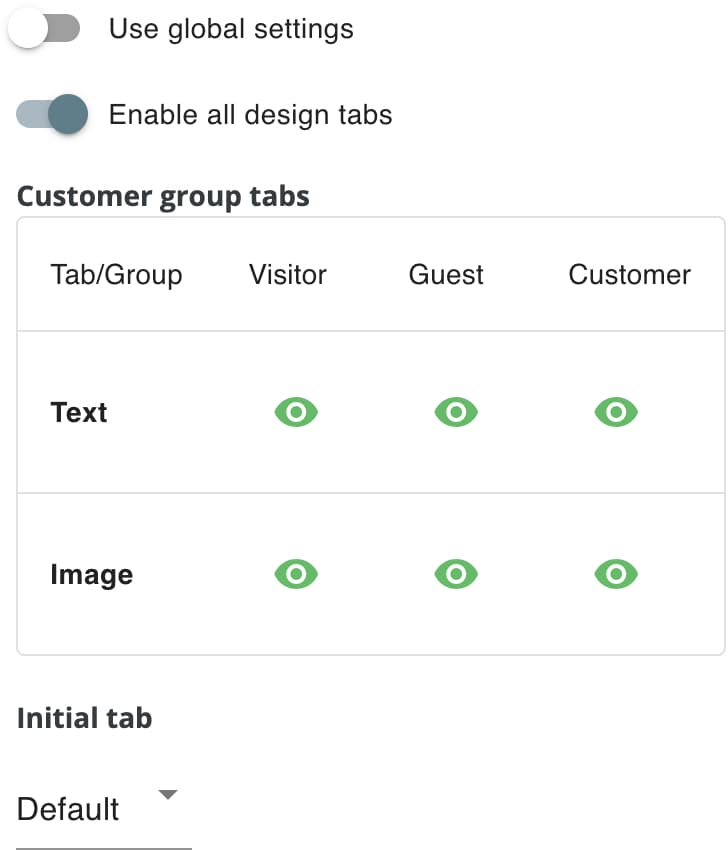 Use global settings
Enable all design tabs
Customer group tabs
Tab/Group Visitor Guest Customer
Text
Image
Initial tab
Default